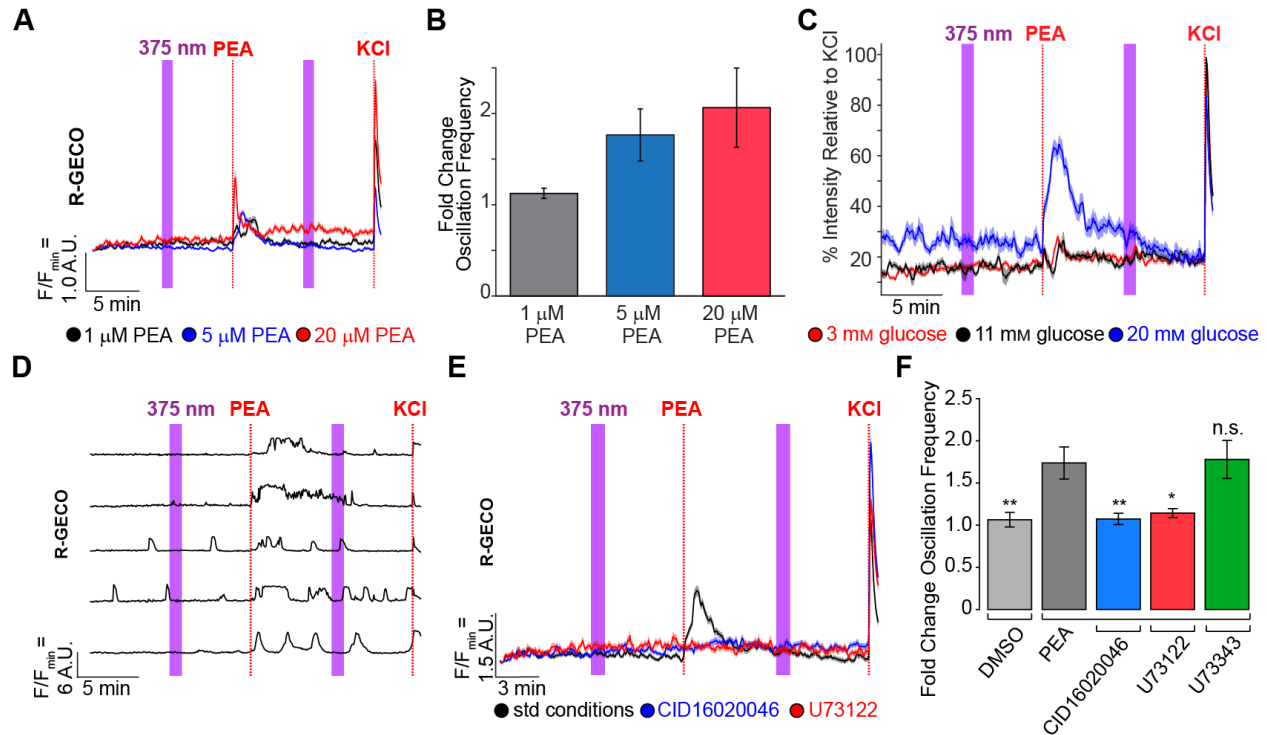 A
375 nm PEA KCl
R-GECO
F/Fmin =
1.0 A.U.
5 min
1 μM PEA 5 μM PEA 20 μM PEA
B
Fold Change
Oscillation Frequency
2
1
0
1 μM
PEA
5 μM
PEA
20 μM
PEA
C
375 nm PEA KCl
% Intensity Relative to KCl
100
80
60
40
20
5 min
3 mM glucose 11 mM glucose 20 mM glucose
D
375 nm PEA KCl
R-GECO
F/Fmin =
6 A.U.
5 min
E
375 nm PEA KCl
R-GECO
F/Fmin =
1.5 A.U.
3 min
std conditions CID16020046 U73122
F
Fold Change Oscillation Frequency
2.5
2.0
1.5
1.0
0.5
0
** ** * n.s.
DMSO
PEA
CID16020046
U73122
U73343